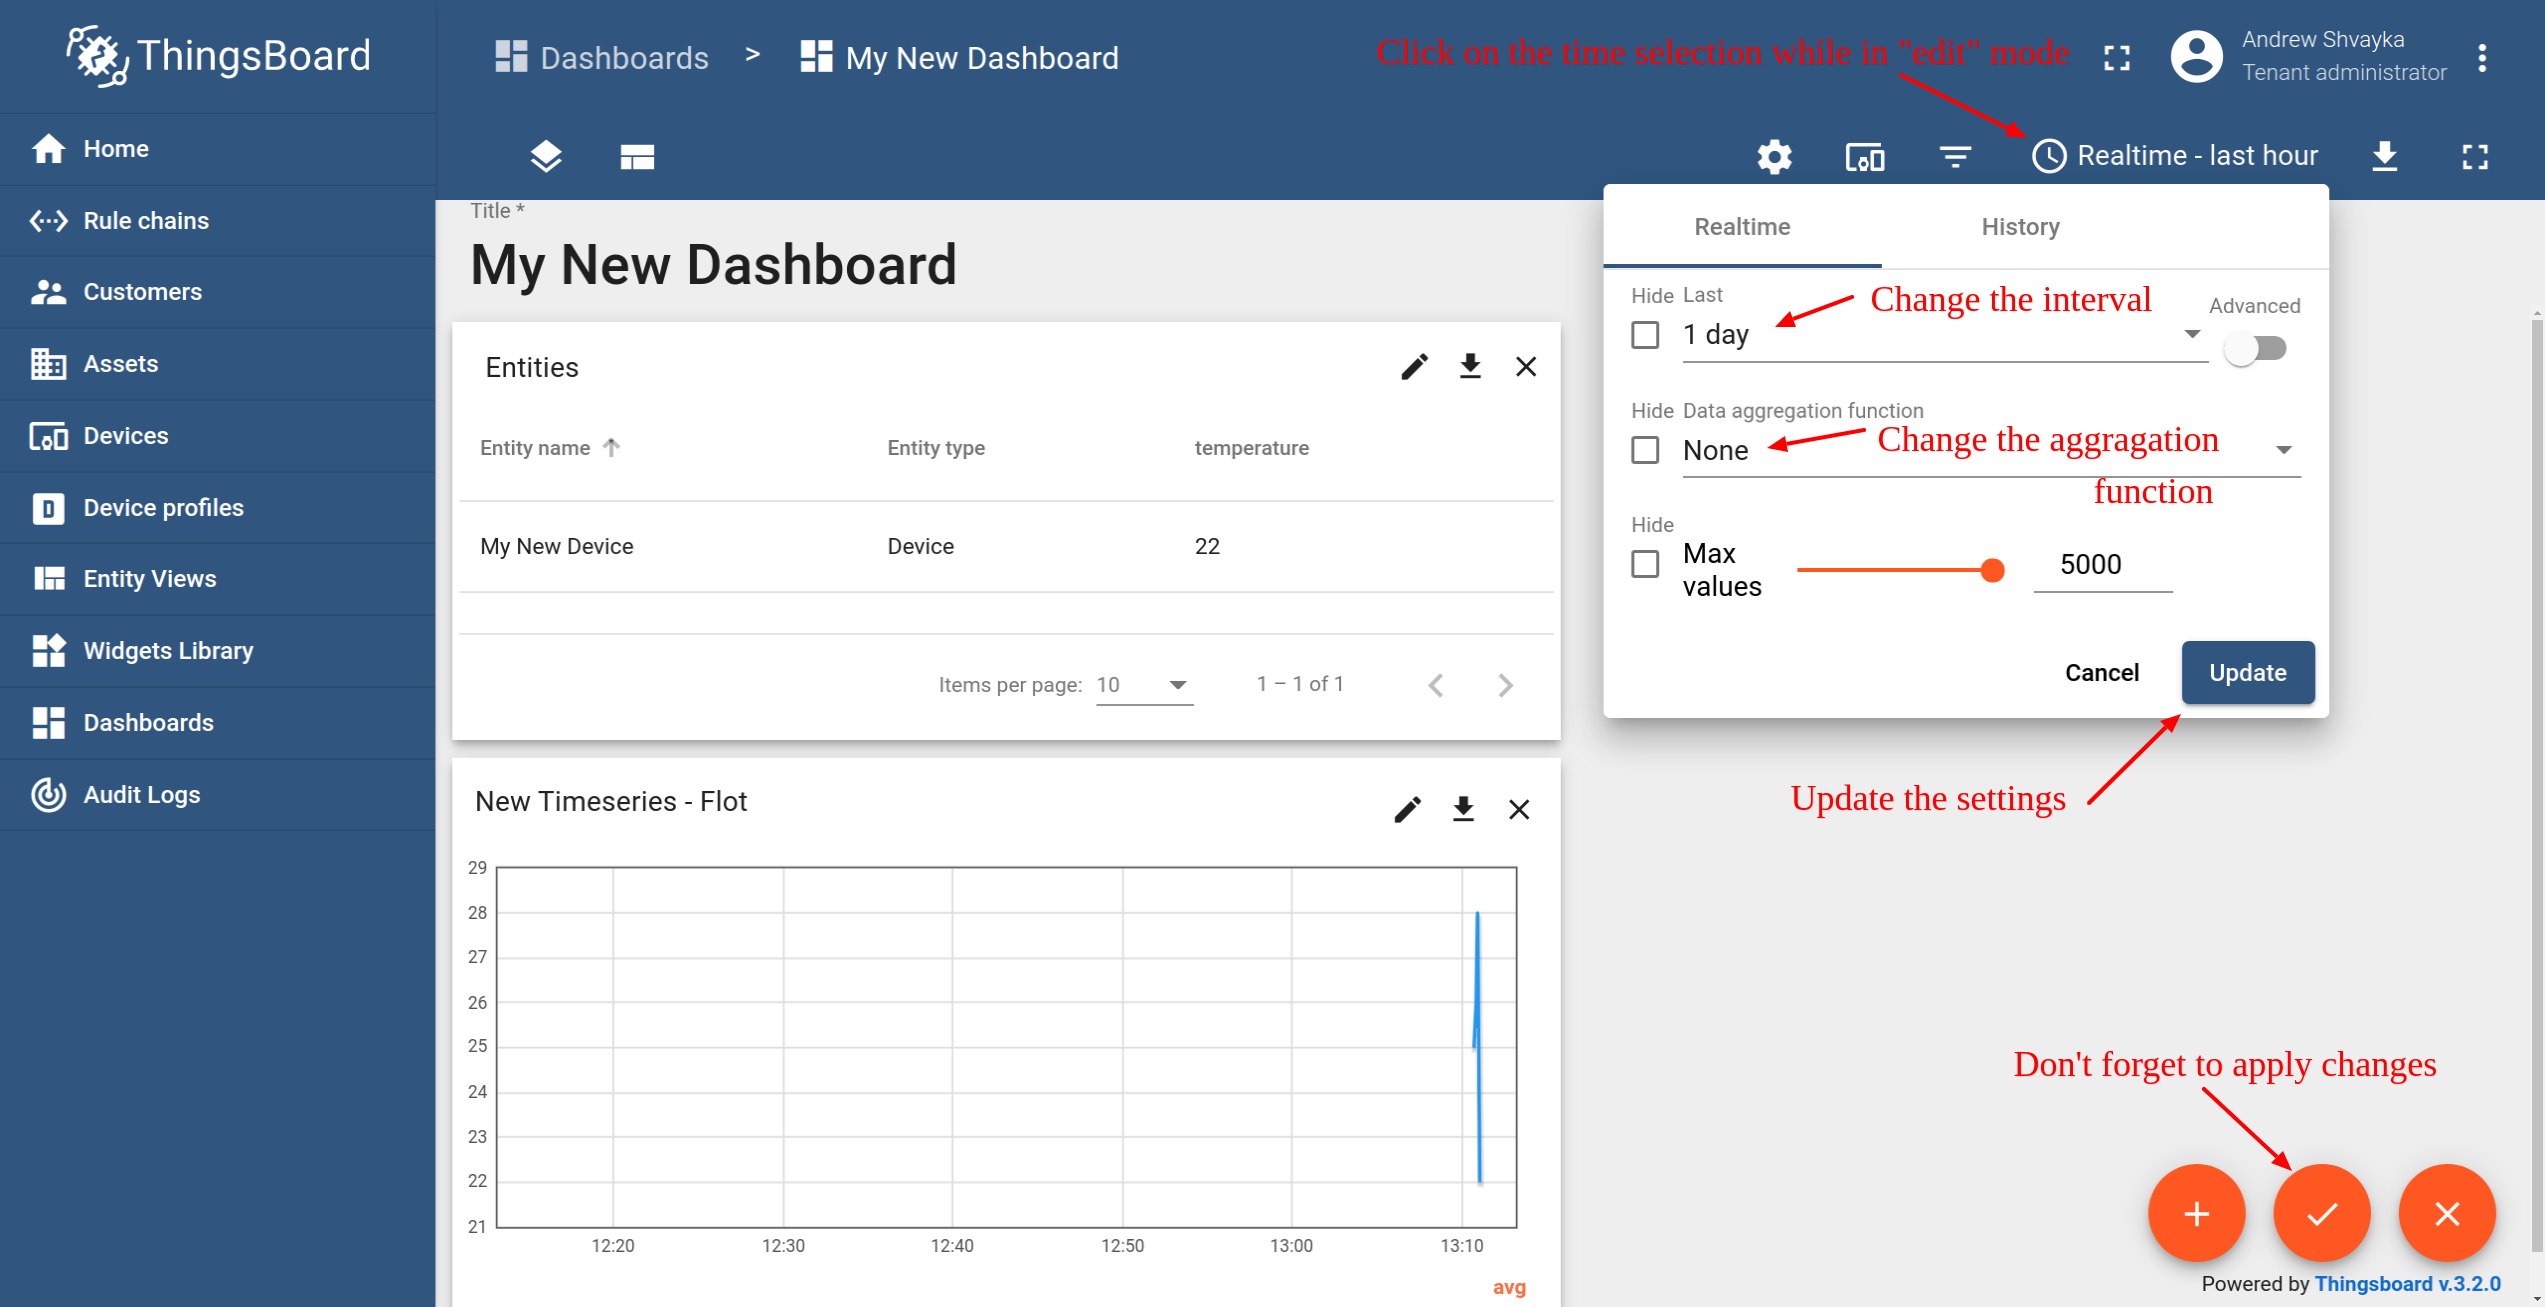 ThingsBoard
Dashboards > My New Dashboard
Click on the time selection while in "edit" mode
Andrew Shvayka
Tenant administrator
Home
Rule chains
Customers
Assets
Devices
Device profiles
Entity Views
Widgets Library
Dashboards
Audit Logs
Realtime - last hour
Title *
My New Dashboard
Entities
Entity name
Entity type
temperature
My New Device
Device
22
Items per page: 10
1 – 1 of 1
Realtime
History
Hide
Last
1 day
Change the interval
Advanced
Hide
Data aggregation function
None
Change the aggragation
function
Hide
Max
values
5000
Cancel
Update
Update the settings
New Timeseries - Flot
29
28
27
26
25
24
23
22
21
12:20
12:30
12:40
12:50
13:00
13:10
avg
Don't forget to apply changes
Powered by Thingsboard v.3.2.0